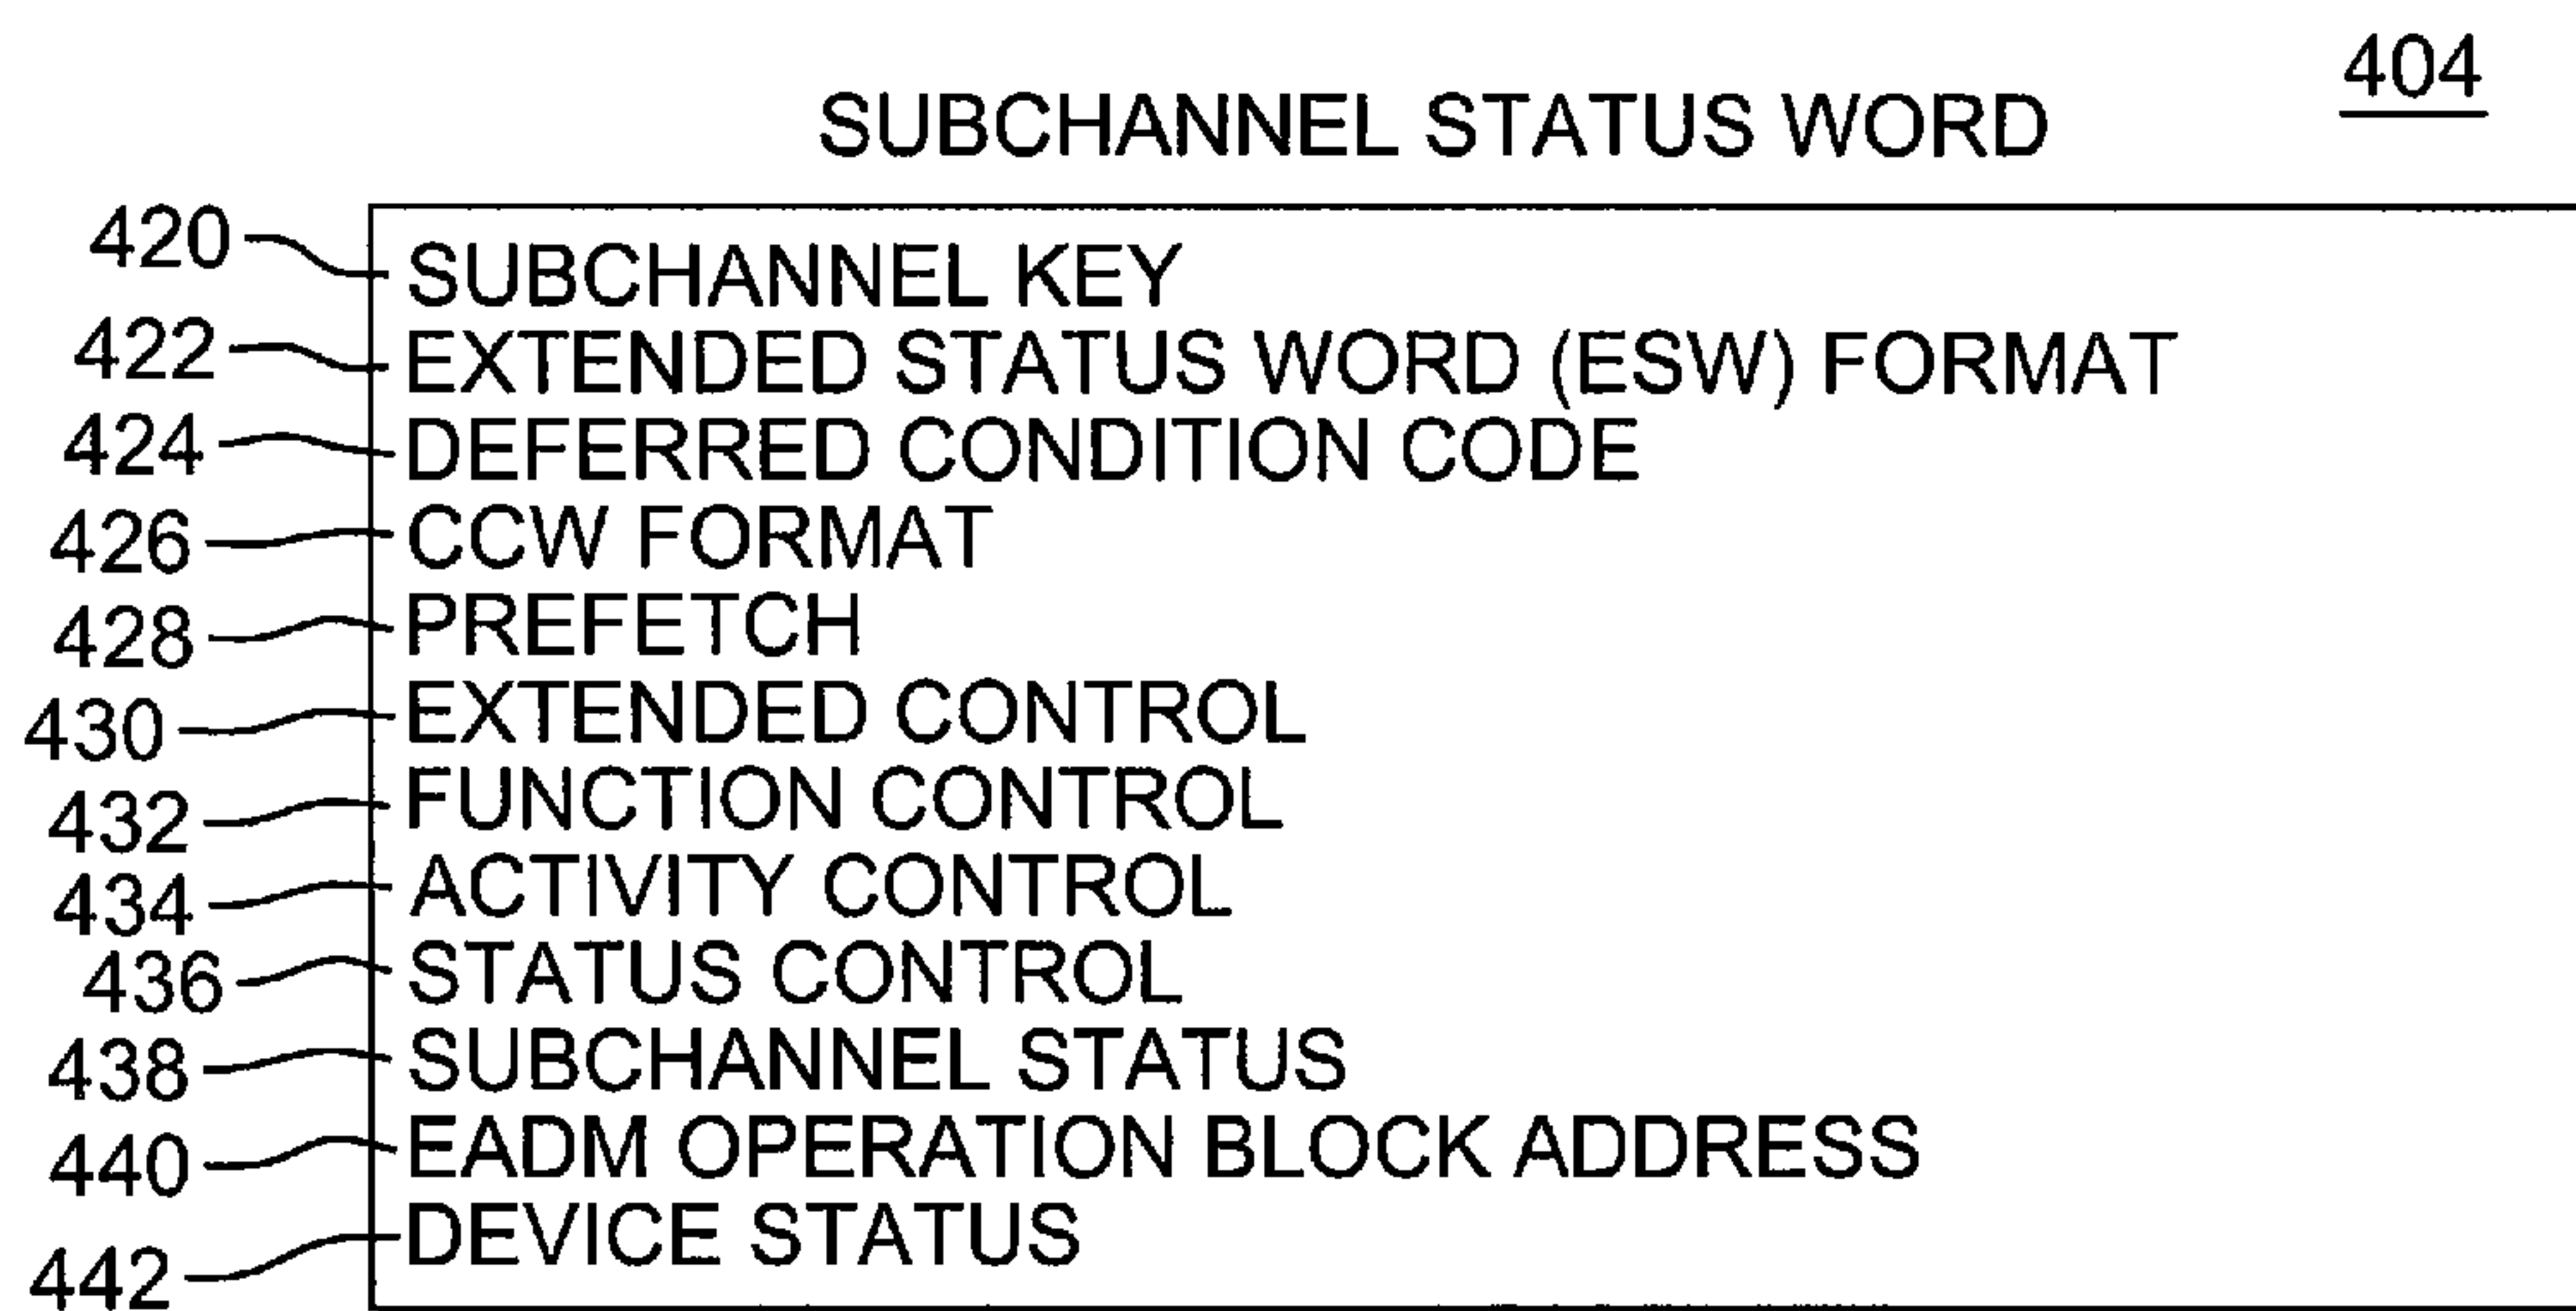 404
SUBCHANNEL STATUS WORD
420 SUBCHANNEL KEY
422 EXTENDED STATUS WORD (ESW) FORMAT
424 DEFERRED CONDITION CODE
426 CCW FORMAT
428 PREFETCH
430 EXTENDED CONTROL
432 FUNCTION CONTROL
434 ACTIVITY CONTROL
436 STATUS CONTROL
438 SUBCHANNEL STATUS
440 EADM OPERATION BLOCK ADDRESS
442 DEVICE STATUS